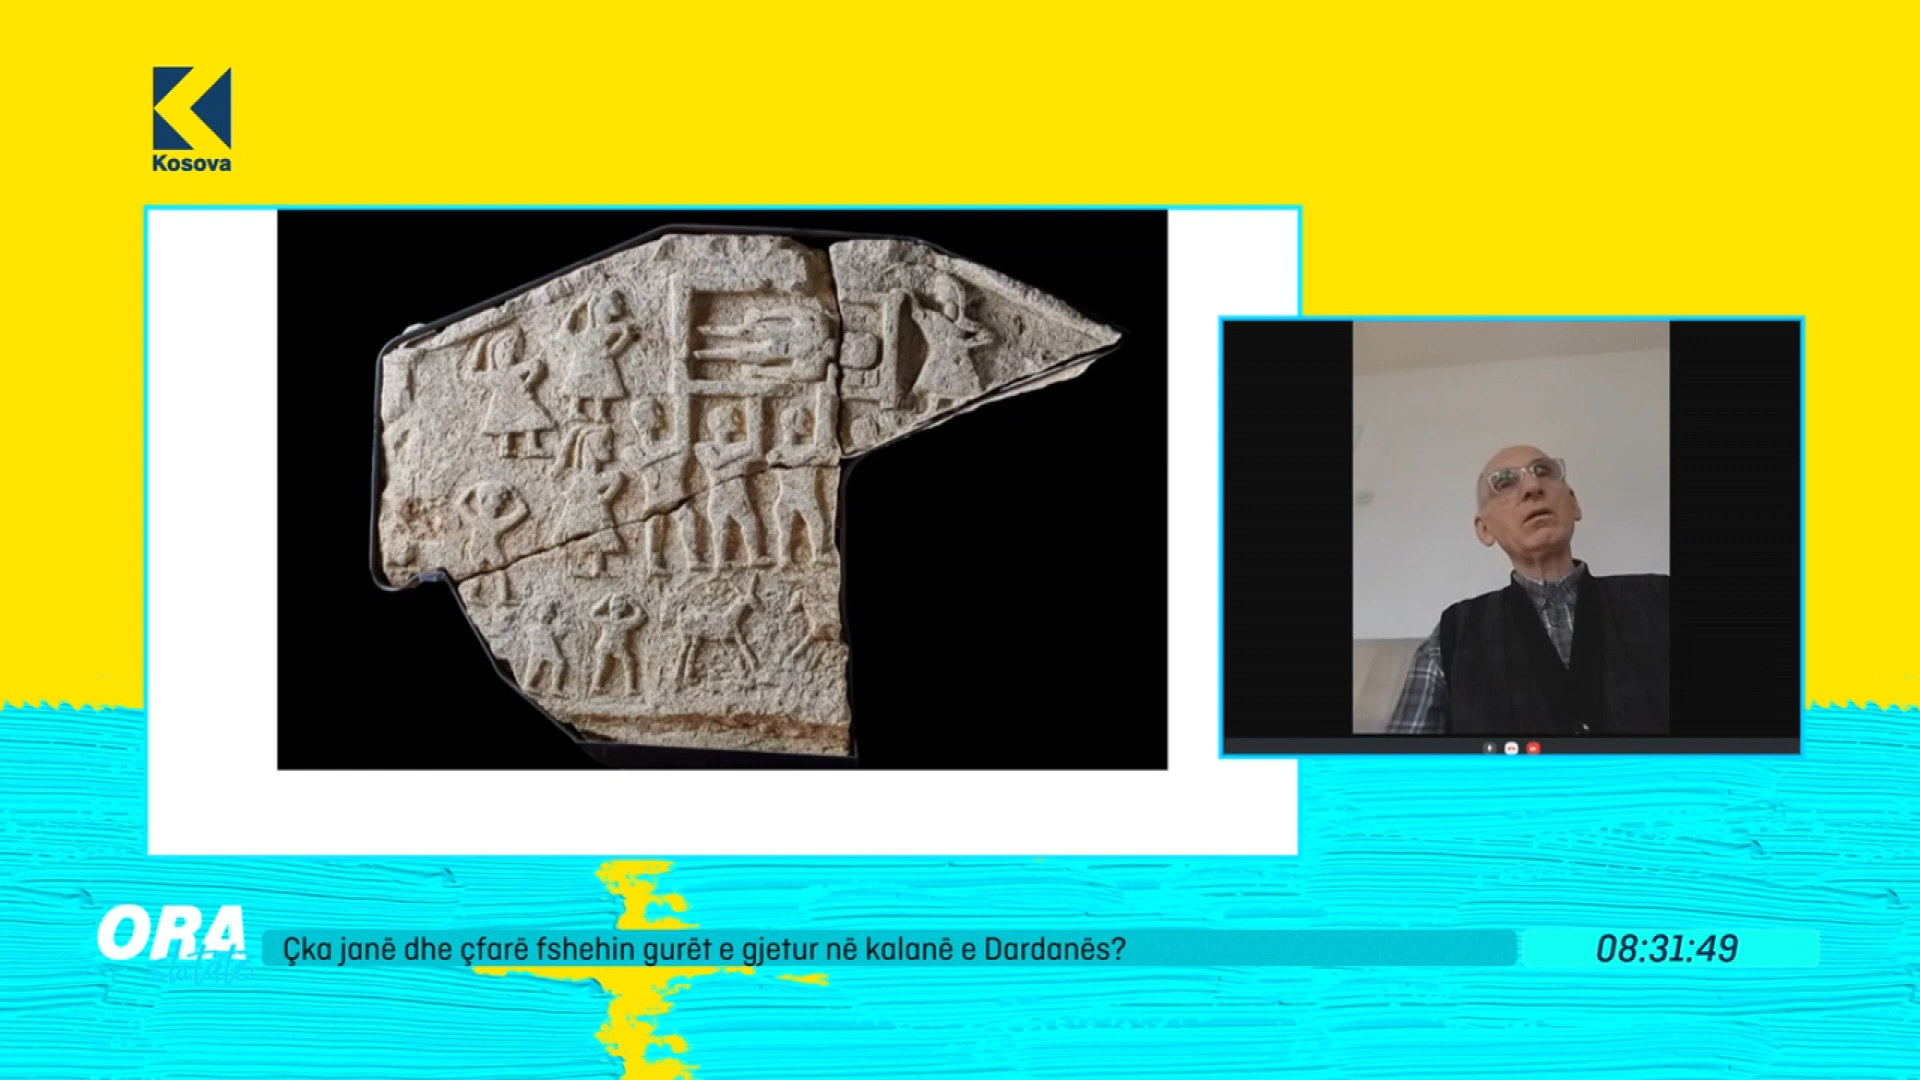 Kosova
ORA
Çka janë dhe çfarë fshehin gurët e gjetur në kalanë e Dardanës?
08:31:49